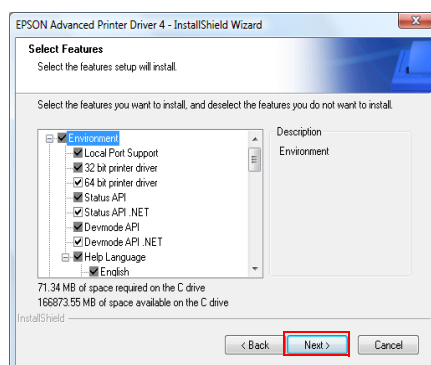 EPSON Advanced Printer Driver 4 - InstallShield Wizard
Select Features
Select the features setup will install.
Select the features you want to install, and deselect the features you do not want to install.
Environment
Local Port Support
32 bit printer driver
64 bit printer driver
Status API
Status API .NET
Devmode API
Devmode API .NET
Help Language
English
Description
Environment
71.34 MB of space required on the C drive
166873.55 MB of space available on the C drive
InstallShield
< Back
Next >
Cancel